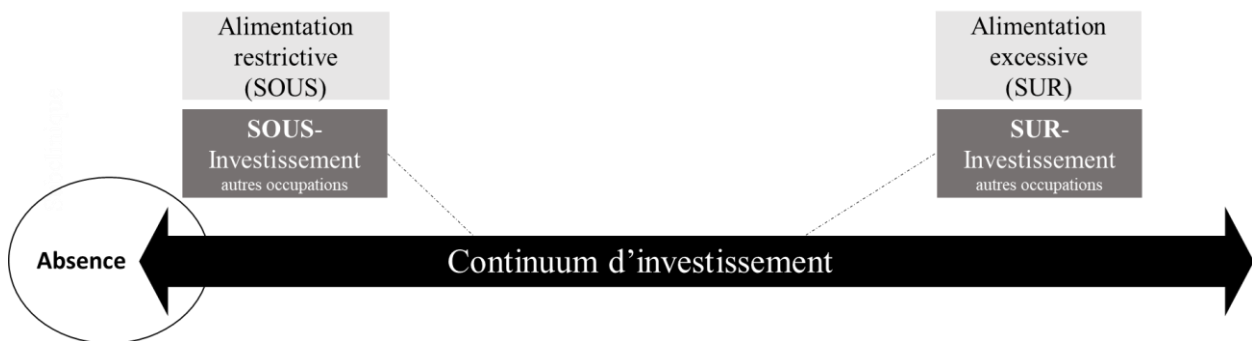 Alimentation
restrictive
(SOUS)
SOUS-
Investissement
autres occupations
Alimentation
excessive
(SUR)
SUR-
Investissement
autres occupations
Absence
Continuum d’investissement